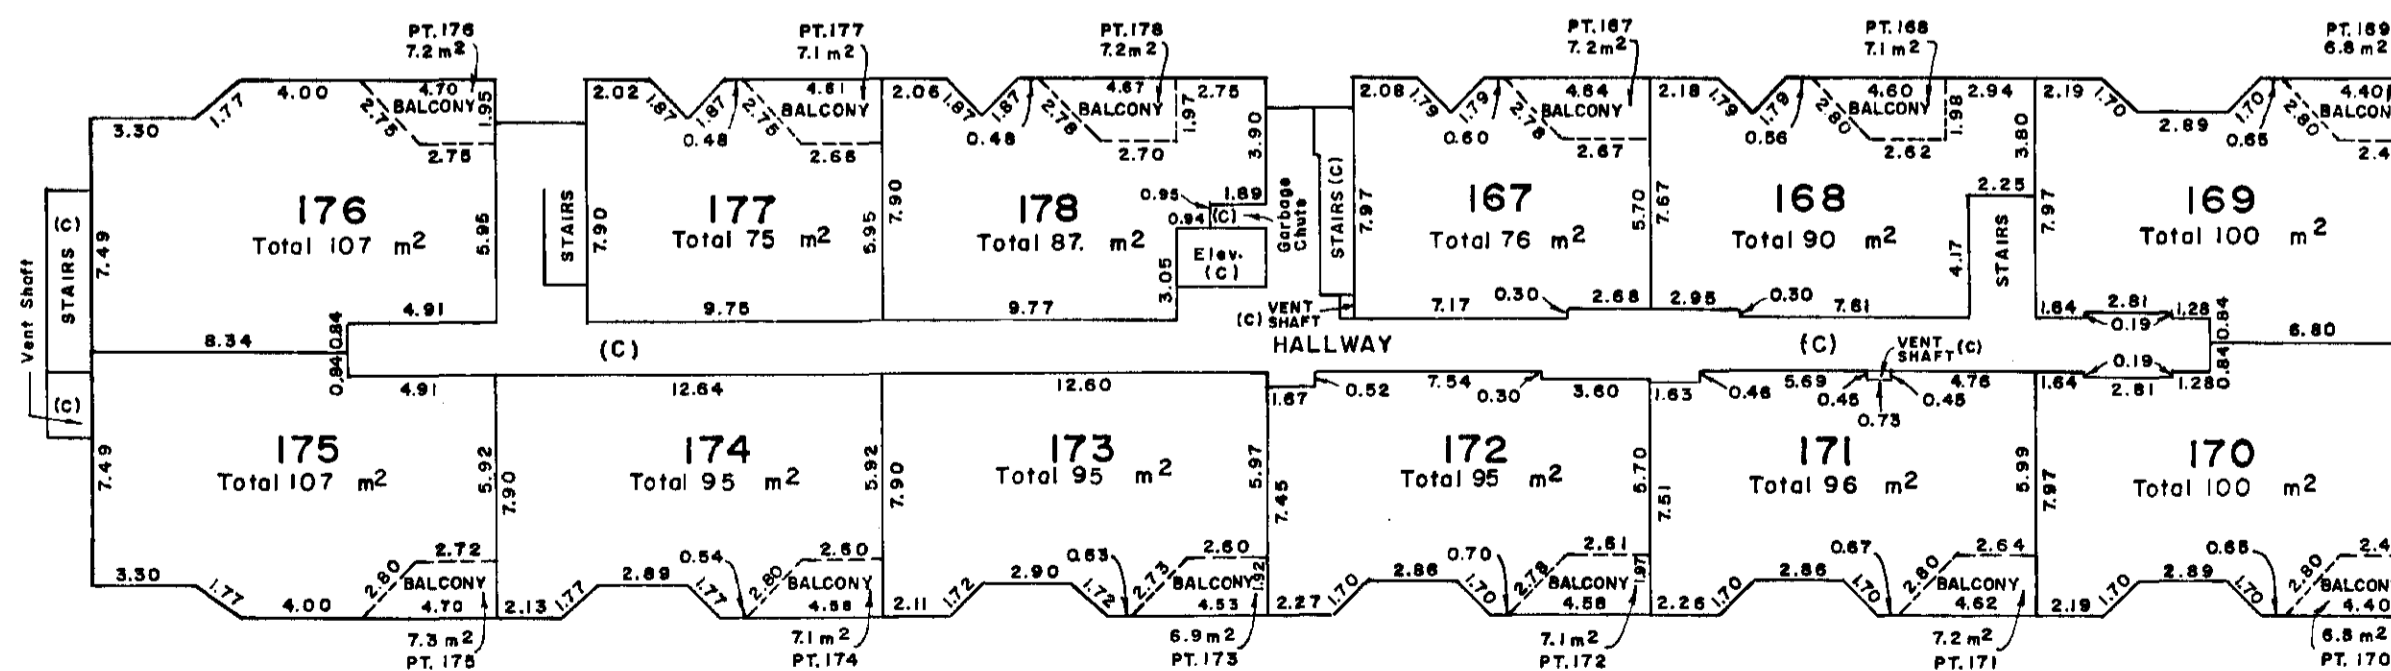 PT.176
7.2 m2
PT.177
7.1 m2
PT.178
7.2 m2
PT.167
7.2 m2
PT.168
7.1 m2
PT.169
6.8 m2
3.30
1.77
4.00
4.70
BALCONY
1.95
2.75
2.75
7.49
176
Total 107 m2
5.95
4.91
8.34
0.84
STAIRS
(C)
Vent Shaft
(C)
2.02
1.87
1.87
0.48
4.61
BALCONY
2.75
2.66
STAIRS
7.90
177
Total 75 m2
5.95
9.75
2.06
1.87
1.87
0.48
4.67
BALCONY
2.78
2.70
1.97
2.75
3.90
7.90
178
Total 87. m2
0.95
1.89
0.94
(C)
Garbage
Chute
Elev.
(C)
3.05
9.77
STAIRS (C)
(C) VENT
SHAFT
2.08
1.79
1.79
0.60
4.64
BALCONY
2.78
2.67
7.97
167
Total 76 m2
5.70
7.17
0.30
2.68
2.18
1.79
1.79
0.56
4.60
BALCONY
2.80
2.62
1.98
2.94
3.80
7.67
168
Total 90 m2
2.25
4.17
STAIRS
2.95
0.30
7.61
2.19
1.70
2.89
1.70
0.65
4.40
BALCON
2.80
2.4
7.97
169
Total 100 m2
1.64
2.81
1.28
0.19
0.84
6.80
(C)
HALLWAY
(C)
VENT
SHAFT (C)
0.84
4.91
7.49
175
Total 107 m2
5.92
3.30
1.77
4.00
2.80
2.72
BALCONY
4.70
12.64
7.90
174
Total 95 m2
5.92
2.13
1.77
2.89
1.77
0.54
2.80
2.60
BALCONY
4.58
12.60
7.90
173
Total 95 m2
5.97
2.11
1.72
2.90
1.72
0.63
2.73
2.60
BALCONY
1.92
4.53
1.67
0.52
7.54
0.30
3.60
7.45
172
Total 95 m2
5.70
2.27
1.70
2.86
1.70
0.70
2.78
2.61
BALCONY
1.97
4.58
1.63
0.46
5.69
0.45
0.73
0.45
4.76
7.51
171
Total 96 m2
5.99
2.26
1.70
2.86
1.70
0.67
2.80
2.64
BALCONY
4.62
1.64
0.19
2.81
1.28
0.84
7.97
170
Total 100 m2
2.19
1.70
2.89
1.70
0.65
2.80
2.4
BALCON
4.40
7.3 m2
PT. 175
7.1 m2
PT.174
6.9 m2
PT.173
7.1 m2
PT.172
7.2 m2
PT.171
6.8 m2
PT. 170